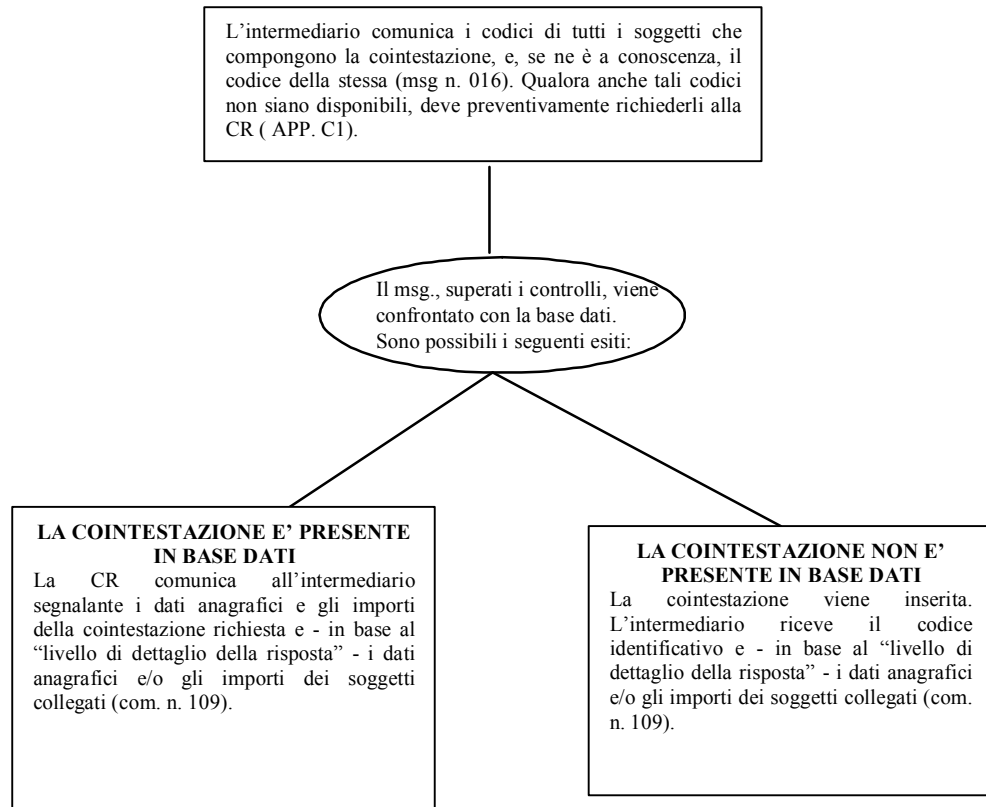 L’intermediario comunica i codici di tutti i soggetti che
compongono la cointestazione, e, se ne è a conoscenza, il
codice della stessa (msg n. 016). Qualora anche tali codici
non siano disponibili, deve preventivamente richiederli alla
CR ( APP. C1).
Il msg., superati i controlli, viene
confrontato con la base dati.
Sono possibili i seguenti esiti:
LA COINTESTAZIONE E’ PRESENTE
IN BASE DATI
La CR comunica all’intermediario
segnalante i dati anagrafici e gli importi
della cointestazione richiesta e - in base al
“livello di dettaglio della risposta” - i dati
anagrafici e/o gli importi dei soggetti
collegati (com. n. 109).
LA COINTESTAZIONE NON E’
PRESENTE IN BASE DATI
La cointestazione viene inserita.
L’intermediario riceve il codice
identificativo e - in base al “livello di
dettaglio della risposta” - i dati anagrafici
e/o gli importi dei soggetti collegati (com.
n. 109).